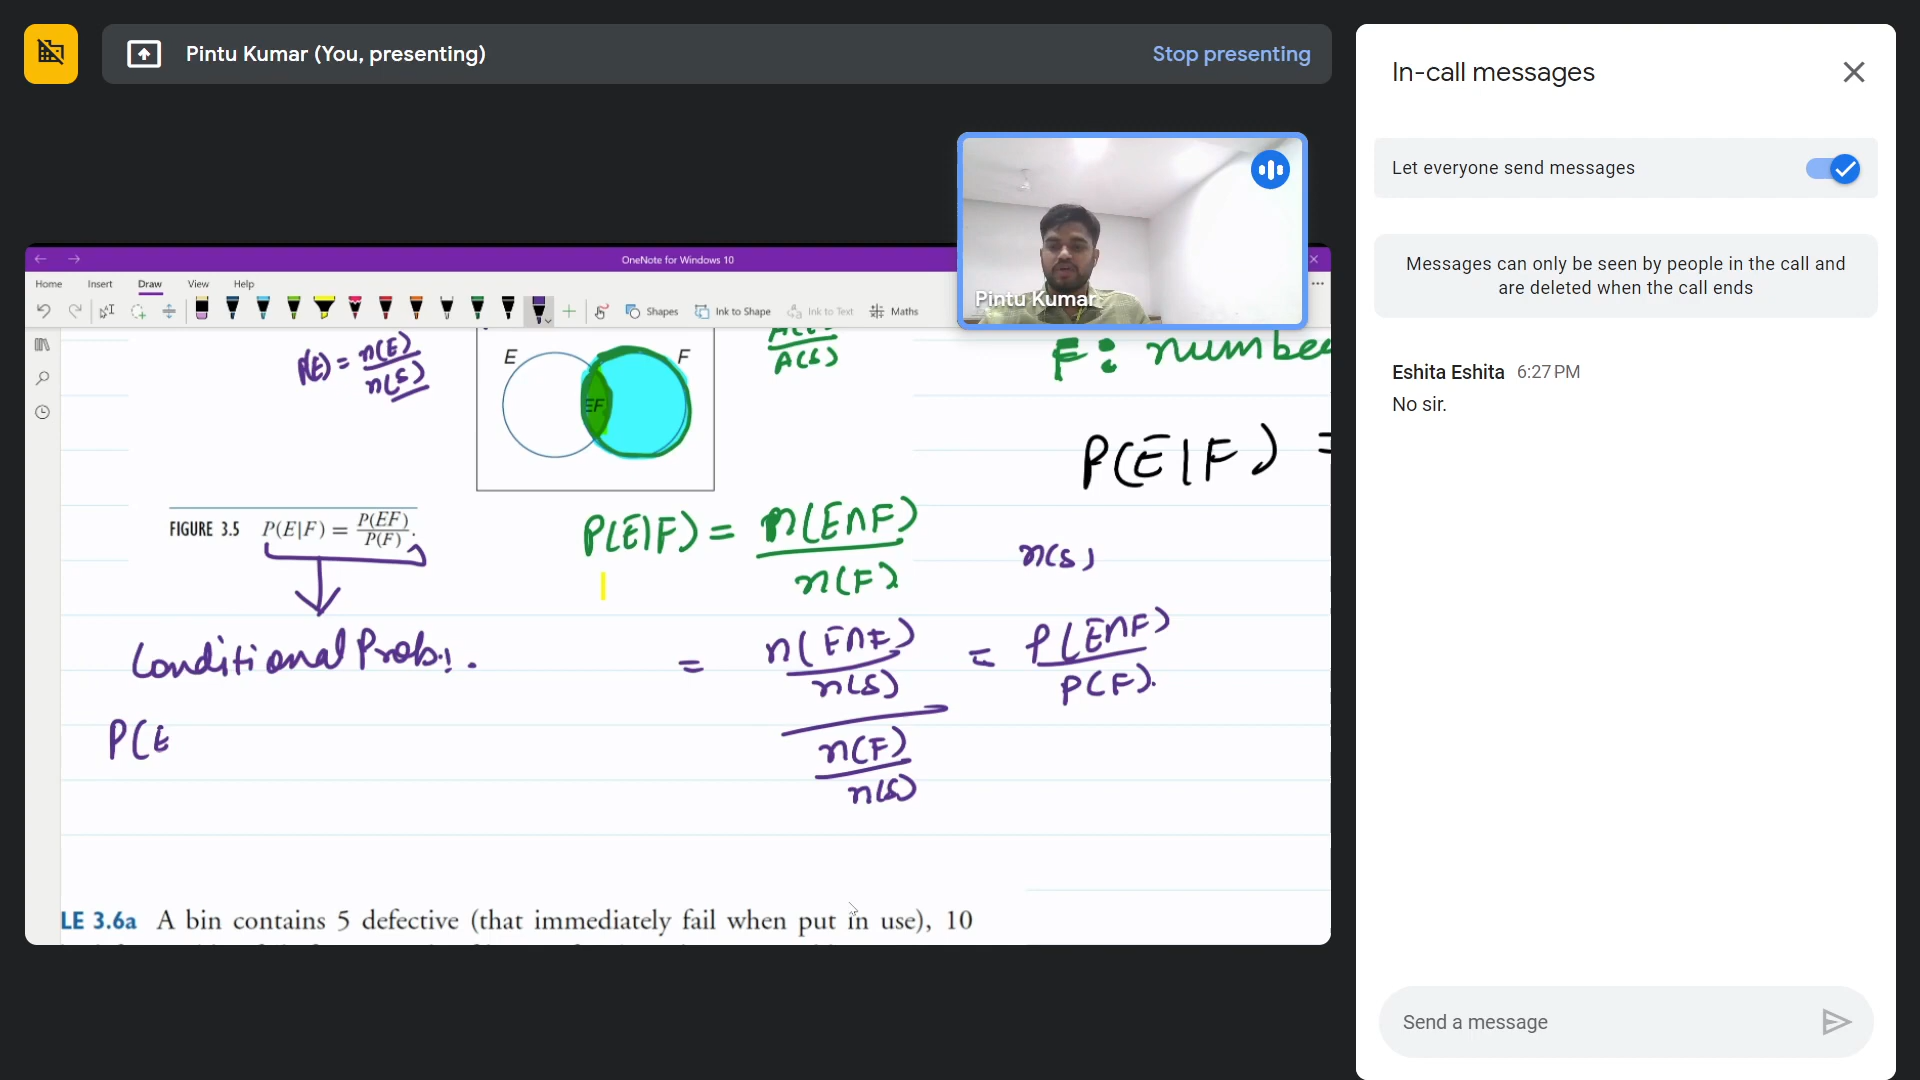 Pintu Kumar (You, presenting)
Stop presenting
Pintu Kumar
OneNote for Windows 10
Home Insert Draw View Help
Shapes Ink to Shape Ink to Text Maths
P(E) = n(E)
n(S)
E F
EF
A(S)
F: number
P(E|F) =
FIGURE 3.5 P(E|F) = P(EF)
P(F).
P(E|F) = n(E∩F)
n(F)
n(S)
Conditional Prob.
= n(E∩F)
n(S)
n(F)
n(S)
= P(E∩F)
P(F).
P(E
LE 3.6a A bin contains 5 defective (that immediately fail when put in use), 10
In-call messages
Let everyone send messages
Messages can only be seen by people in the call and
are deleted when the call ends
Eshita Eshita 6:27 PM
No sir.
Send a message